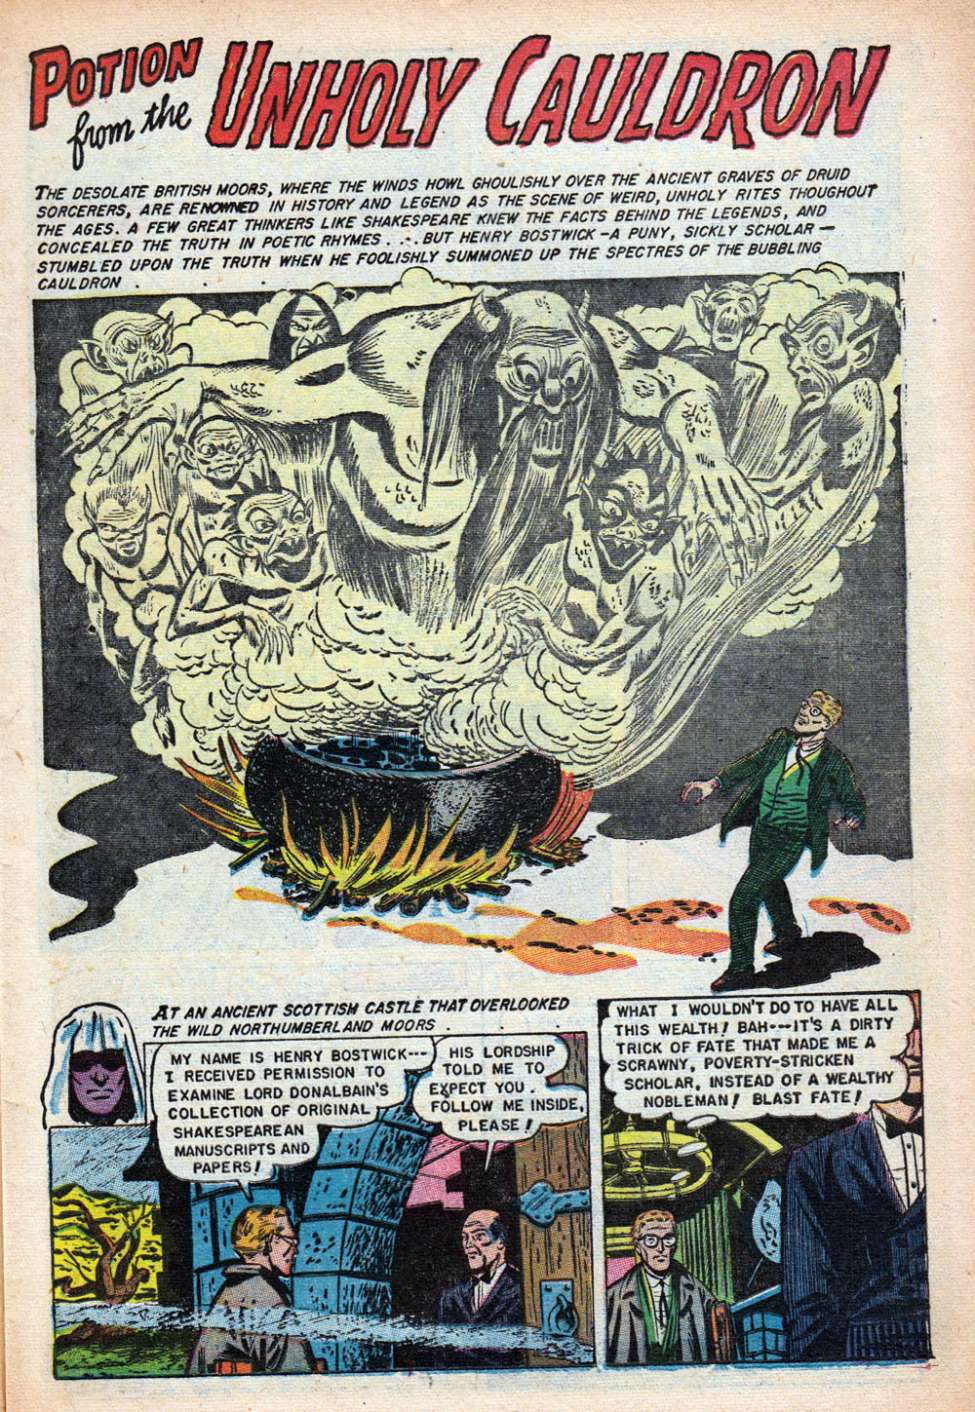 POTION
from the
UNHOLY CAULDRON
THE DESOLATE BRITISH MOORS, WHERE THE WINDS HOWL GHOULISHLY OVER THE ANCIENT GRAVES OF DRUID
SORCERERS, ARE RENOWNED IN HISTORY AND LEGEND AS THE SCENE OF WEIRD, UNHOLY RITES THOUGHOUT
THE AGES. A FEW GREAT THINKERS LIKE SHAKESPEARE KNEW THE FACTS BEHIND THE LEGENDS, AND
CONCEALED THE TRUTH IN POETIC RHYMES . . . BUT HENRY BOSTWICK — A PUNY, SICKLY SCHOLAR —
STUMBLED UPON THE TRUTH WHEN HE FOOLISHLY SUMMONED UP THE SPECTRES OF THE BUBBLING
CAULDRON .
AT AN ANCIENT SCOTTISH CASTLE THAT OVERLOOKED
THE WILD NORTHUMBERLAND MOORS .
MY NAME IS HENRY BOSTWICK---
I RECEIVED PERMISSION TO
EXAMINE LORD DONALBAIN'S
COLLECTION OF ORIGINAL
SHAKESPEAREAN
MANUSCRIPTS AND
PAPERS!
HIS LORDSHIP
TOLD ME TO
EXPECT YOU.
FOLLOW ME INSIDE,
PLEASE!
WHAT I WOULDN'T DO TO HAVE ALL
THIS WEALTH! BAH---IT'S A DIRTY
TRICK OF FATE THAT MADE ME A
SCRAWNY, POVERTY-STRICKEN
SCHOLAR, INSTEAD OF A WEALTHY
NOBLEMAN! BLAST FATE!